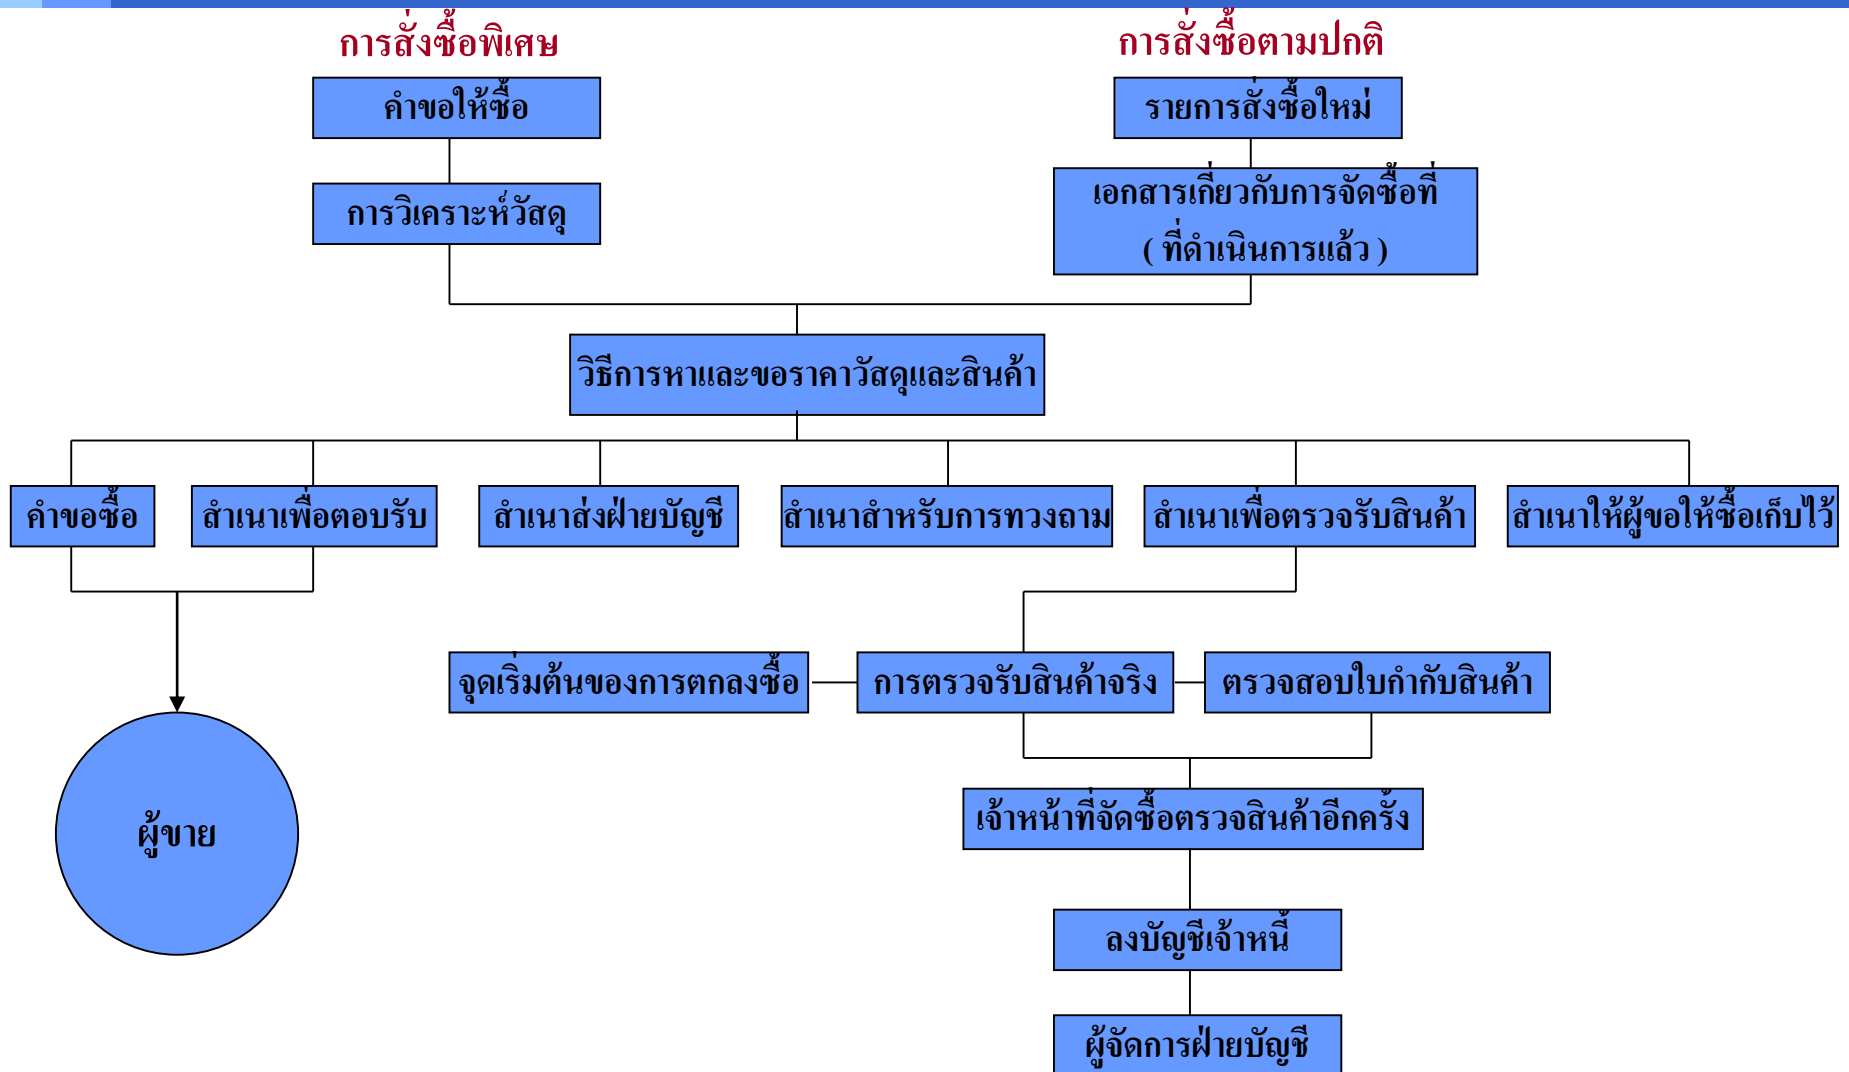 การสั่งซื้อพิเศษ
การสั่งซื้อตามปกติ
คำขอให้ซื้อ
รายการสั่งซื้อใหม่
การวิเคราะห์วัสดุ
เอกสารเกี่ยวกับการจัดซื้อที่
( ที่ดำเนินการแล้ว )
วิธีการหาและขอราคาวัสดุและสินค้า
คำขอซื้อ
สำเนาเพื่อตอบรับ
สำเนาส่งฝ่ายบัญชี
สำเนาสำหรับการทวงถาม
สำเนาเพื่อตรวจรับสินค้า
สำเนาให้ผู้ขอให้ซื้อเก็บไว้
จุดเริ่มต้นของการตกลงซื้อ
การตรวจรับสินค้าจริง
ตรวจสอบใบกำกับสินค้า
ผู้ขาย
เจ้าหน้าที่จัดซื้อตรวจสินค้าอีกครั้ง
ลงบัญชีเจ้าหนี้
ผู้จัดการฝ่ายบัญชี